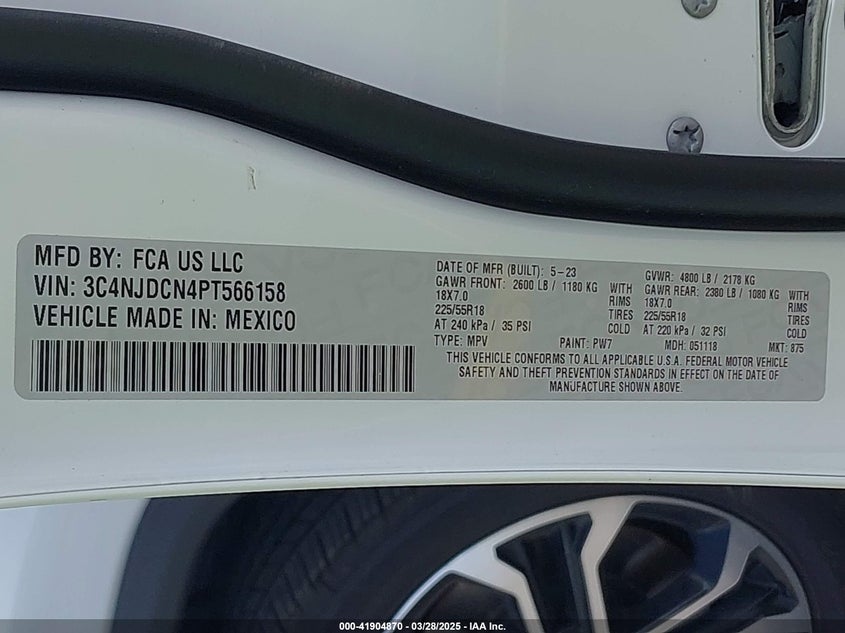 MFD BY: FCA US LLC
VIN: 3C4NJDCN4PT566158
VEHICLE MADE IN: MEXICO
DATE OF MFR (BUILT): 5-23
GAWR FRONT: 2600 LB / 1180 KG WITH
18X7.0 RIMS
225/55R18 TIRES
AT 240 kPa / 35 PSI COLD
TYPE: MPV PAINT: PW7
GVWR: 4800 LB / 2178 KG
GAWR REAR: 2380 LB / 1080 KG WITH
18X7.0 RIMS
225/55R18 TIRES
AT 220 kPa / 32 PSI COLD
MDH: 051118 MKT: 875
THIS VEHICLE CONFORMS TO ALL APPLICABLE U.S.A. FEDERAL MOTOR VEHICLE
SAFETY AND THEFT PREVENTION STANDARDS IN EFFECT ON THE DATE OF
MANUFACTURE SHOWN ABOVE.
000-41904870 — 03/28/2025 — IAA Inc.